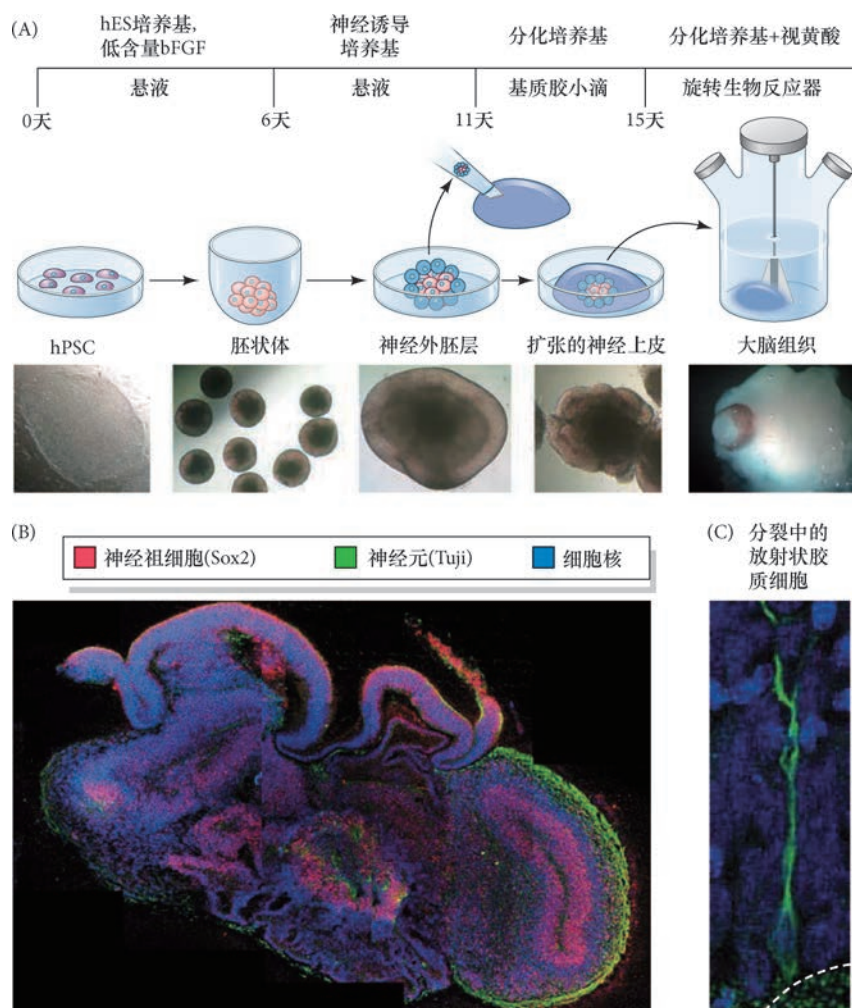 (A)
hES培养基,
低含量bFGF
神经诱导
培养基
分化培养基
分化培养基+视黄酸
悬液
悬液
基质胶小滴
旋转生物反应器
0天
6天
11天
15天
hPSC
胚状体
神经外胚层
扩张的神经上皮
大脑组织
(B)
神经祖细胞(Sox2)
神经元(Tuji)
细胞核
(C)
分裂中的
放射状胶
质细胞